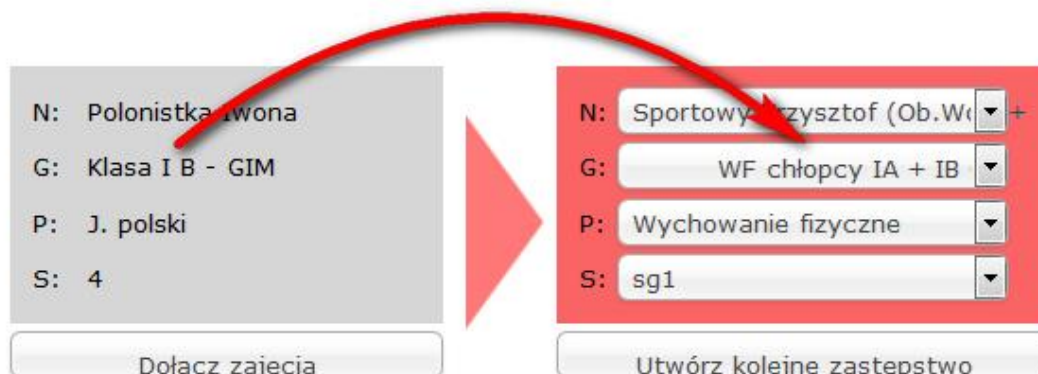 N: Polonistka Iwona
G: Klasa I B - GIM
P: J. polski
S: 4
Dołącz zajęcia
N: Sportowy Krzysztof (Ob.Wc +
G: WF chłopcy IA + IB
P: Wychowanie fizyczne
S: sg1
Utwórz kolejne zastępstwo